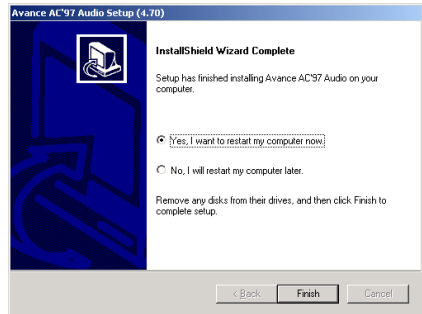 Avance AC'97 Audio Setup (4.70)
InstallShield Wizard Complete
Setup has finished installing Avance AC'97 Audio on your
computer.
Yes, I want to restart my computer now.
No, I will restart my computer later.
Remove any disks from their drives, and then click Finish to
complete setup.
< Back Finish Cancel